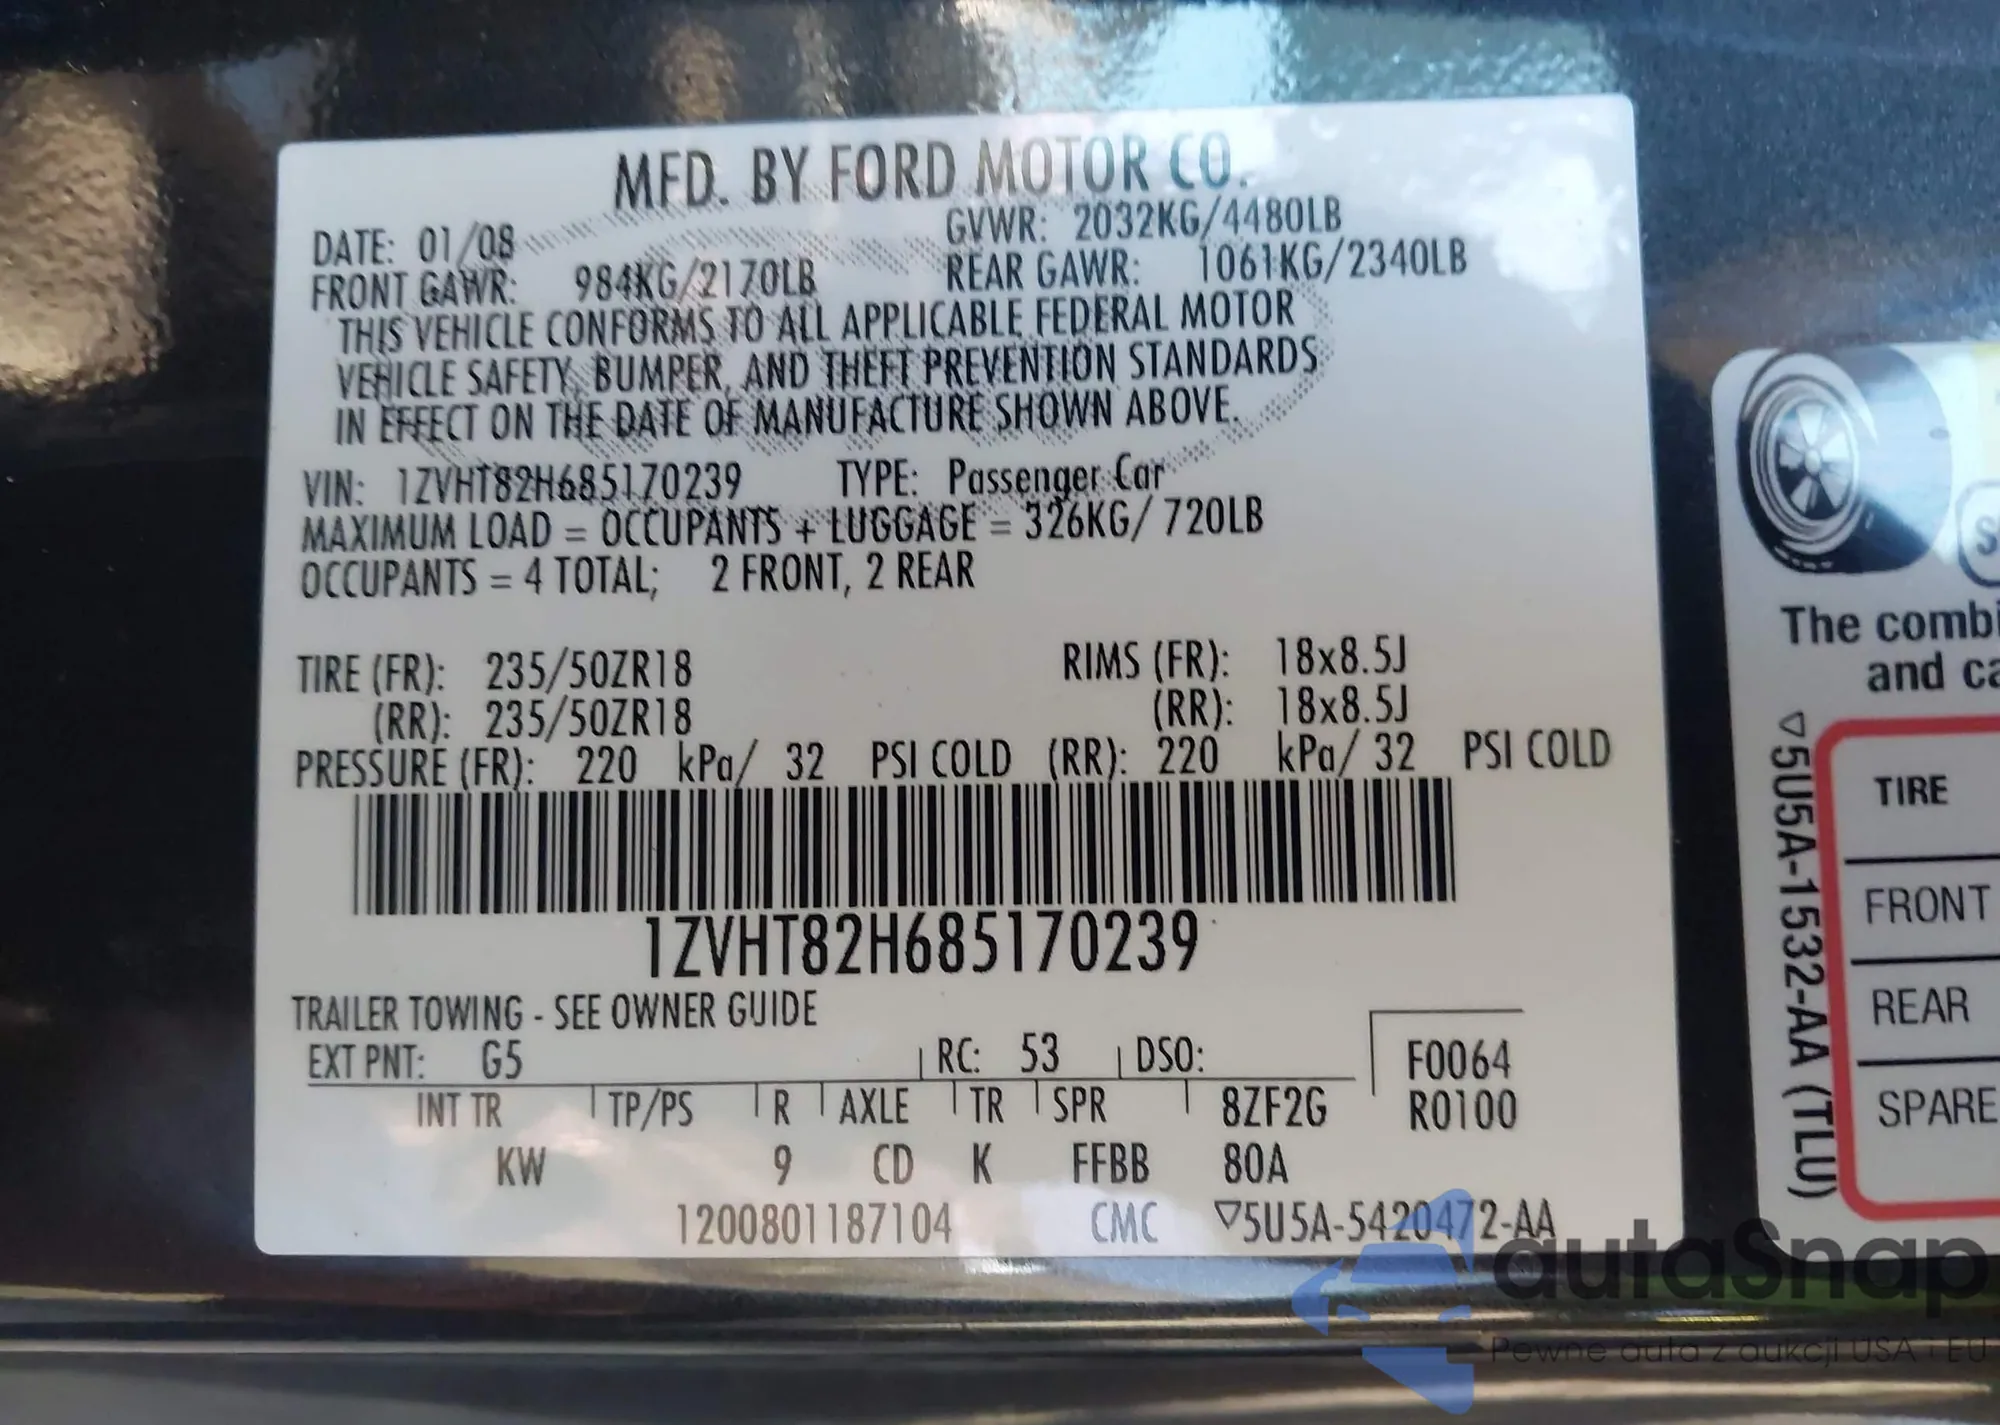 MFD. BY FORD MOTOR CO.
DATE: 01/08 GVWR: 2032KG/4480LB
FRONT GAWR: 984KG/2170LB REAR GAWR: 1061KG/2340LB
THIS VEHICLE CONFORMS TO ALL APPLICABLE FEDERAL MOTOR
VEHICLE SAFETY, BUMPER, AND THEFT PREVENTION STANDARDS
IN EFFECT ON THE DATE OF MANUFACTURE SHOWN ABOVE.
VIN: 1ZVHT82H685170239 TYPE: Passenger Car
MAXIMUM LOAD = OCCUPANTS + LUGGAGE = 326KG/ 720LB
OCCUPANTS = 4 TOTAL; 2 FRONT, 2 REAR
TIRE (FR): 235/50ZR18 RIMS (FR): 18x8.5J
(RR): 235/50ZR18 (RR): 18x8.5J
PRESSURE (FR): 220 kPa/ 32 PSI COLD (RR): 220 kPa/ 32 PSI COLD
1ZVHT82H685170239
TRAILER TOWING - SEE OWNER GUIDE
EXT PNT: G5 RC: 53 DSO: F0064
INT TR TP/PS R AXLE TR SPR 8ZF2G R0100
KW 9 CD K FFBB 80A
1200801187104 CMC ▽5U5A-5420472-AA
The combi
and ca
▽5U5A-1532-AA (TLU)
TIRE
FRONT
REAR
SPARE
autaSnap
Pewne auta z aukcji USA i EU